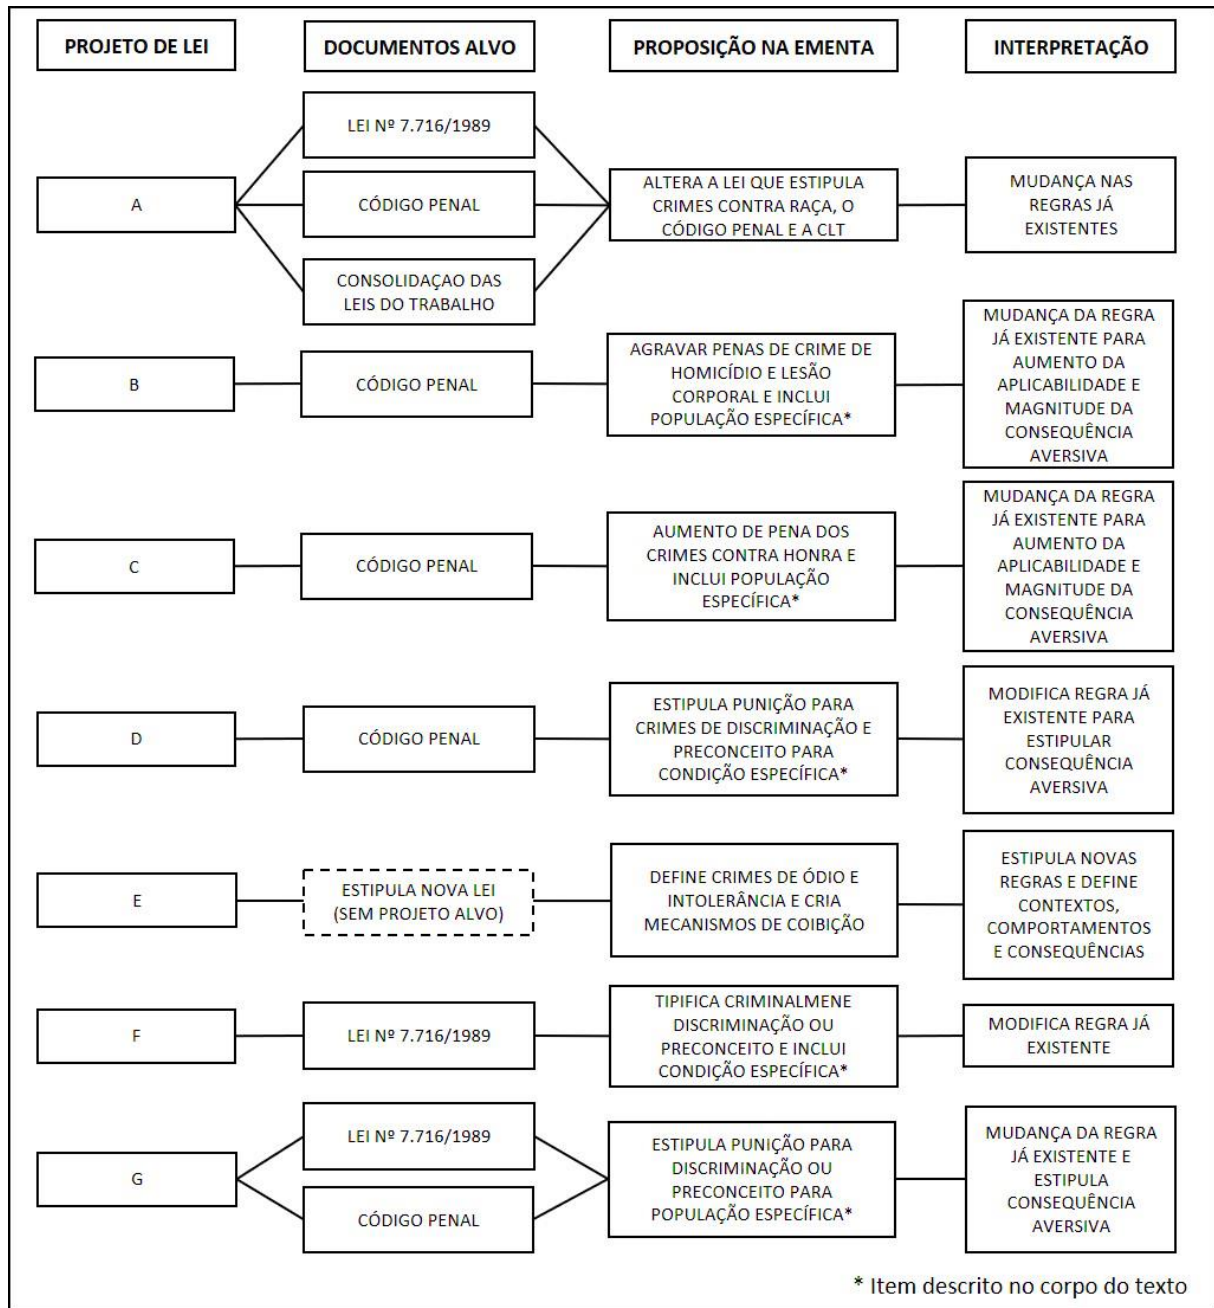 PROJETO DE LEI
DOCUMENTOS ALVO
PROPOSIÇÃO NA EMENTA
INTERPRETAÇÃO
A
LEI Nº 7.716/1989
CÓDIGO PENAL
CONSOLIDAÇAO DAS
LEIS DO TRABALHO
ALTERA A LEI QUE ESTIPULA
CRIMES CONTRA RAÇA, O
CÓDIGO PENAL E A CLT
MUDANÇA NAS
REGRAS JÁ
EXISTENTES
B
CÓDIGO PENAL
AGRAVAR PENAS DE CRIME DE
HOMICÍDIO E LESÃO
CORPORAL E INCLUI
POPULAÇÃO ESPECÍFICA*
MUDANÇA DA REGRA
JÁ EXISTENTE PARA
AUMENTO DA
APLICABILIDADE E
MAGNITUDE DA
CONSEQUÊNCIA
AVERSIVA
C
CÓDIGO PENAL
AUMENTO DE PENA DOS
CRIMES CONTRA HONRA E
INCLUI POPULAÇÃO
ESPECÍFICA*
MUDANÇA DA REGRA
JÁ EXISTENTE PARA
AUMENTO DA
APLICABILIDADE E
MAGNITUDE DA
CONSEQUÊNCIA
AVERSIVA
D
CÓDIGO PENAL
ESTIPULA PUNIÇÃO PARA
CRIMES DE DISCRIMINAÇÃO E
PRECONCEITO PARA
CONDIÇÃO ESPECÍFICA*
MODIFICA REGRA JÁ
EXISTENTE PARA
ESTIPULAR
CONSEQUÊNCIA
AVERSIVA
E
ESTIPULA NOVA LEI
(SEM PROJETO ALVO)
DEFINE CRIMES DE ÓDIO E
INTOLERÂNCIA E CRIA
MECANISMOS DE COIBIÇÃO
ESTIPULA NOVAS
REGRAS E DEFINE
CONTEXTOS,
COMPORTAMENTOS
E CONSEQUÊNCIAS
F
LEI Nº 7.716/1989
TIPIFICA CRIMINALMENE
DISCRIMINAÇÃO OU
PRECONCEITO E INCLUI
CONDIÇÃO ESPECÍFICA*
MODIFICA REGRA JÁ
EXISTENTE
G
LEI Nº 7.716/1989
CÓDIGO PENAL
ESTIPULA PUNIÇÃO PARA
DISCRIMINAÇÃO OU
PRECONCEITO PARA
POPULAÇÃO ESPECÍFICA*
MUDANÇA DA REGRA
JÁ EXISTENTE E
ESTIPULA
CONSEQUÊNCIA
AVERSIVA
* Item descrito no corpo do texto